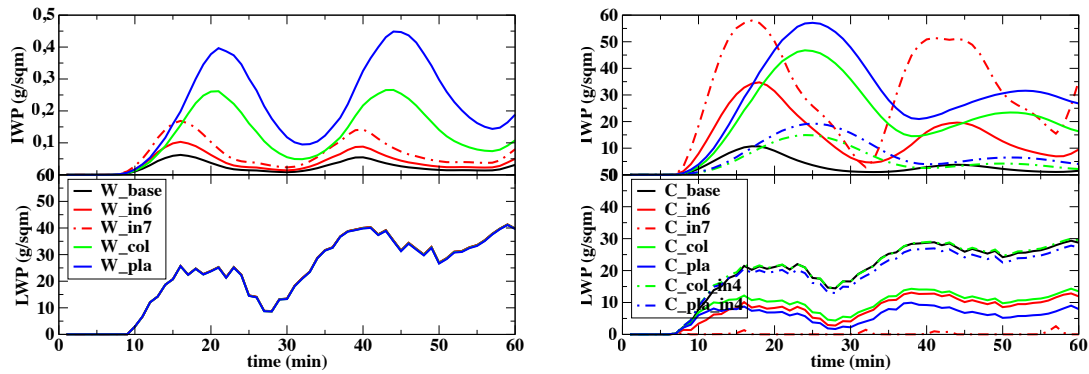 0,5
0,4
0,3
0,2
0,1
0
IWP (g/sqm)
60
50
40
30
20
10
0
LWP (g/sqm)
W_base
W_in6
W_in7
W_col
W_pla
0 10 20 30 40 50 60
time (min)
60
50
40
30
20
10
0
IWP (g/sqm)
50
40
30
20
10
0
LWP (g/sqm)
C_base
C_in6
C_in7
C_col
C_pla
C_col_in4
C_pla_in4
0 10 20 30 40 50 60
time (min)